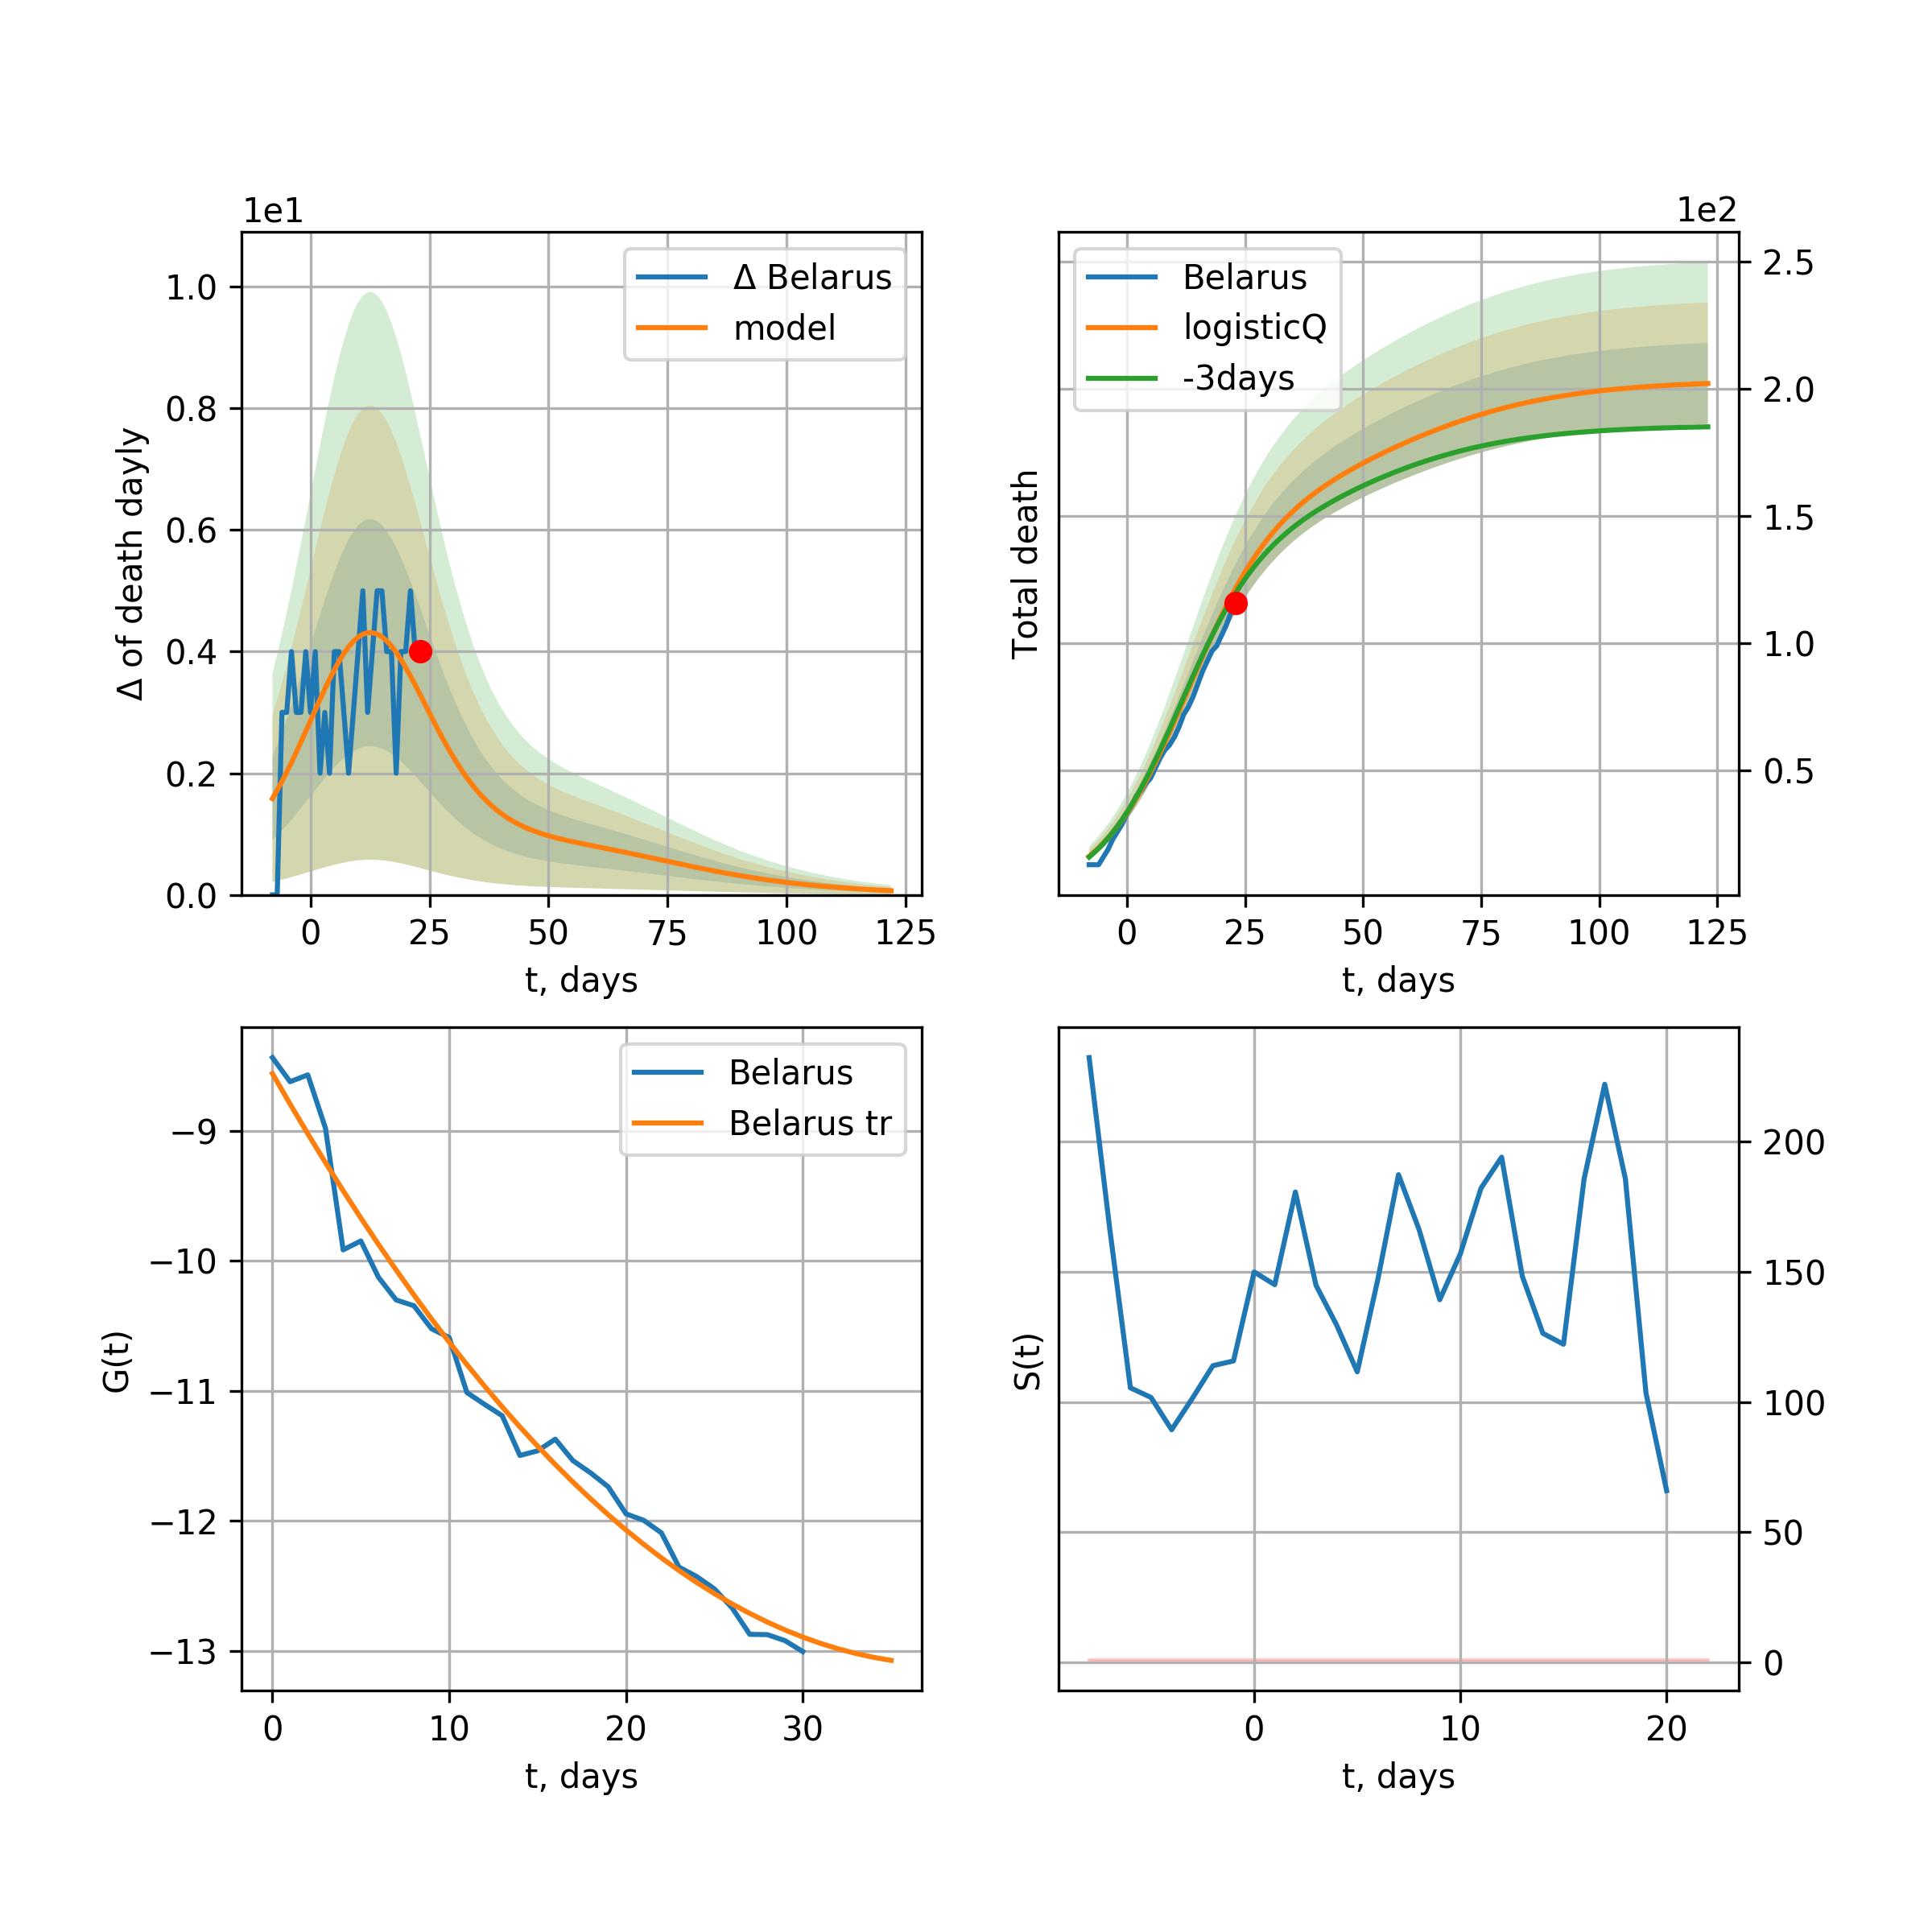 1e1
Δ of death dayly
1.0
0.8
0.6
0.4
0.2
0.0
Δ Belarus
model
0 25 50 75 100 125
t, days
1e2
Total death
Belarus
logisticQ
-3days
2.5
2.0
1.5
1.0
0.5
0 25 50 75 100 125
t, days
G(t)
−9
−10
−11
−12
−13
Belarus
Belarus tr
0 10 20 30
t, days
S(t)
200
150
100
50
0
0 10 20
t, days